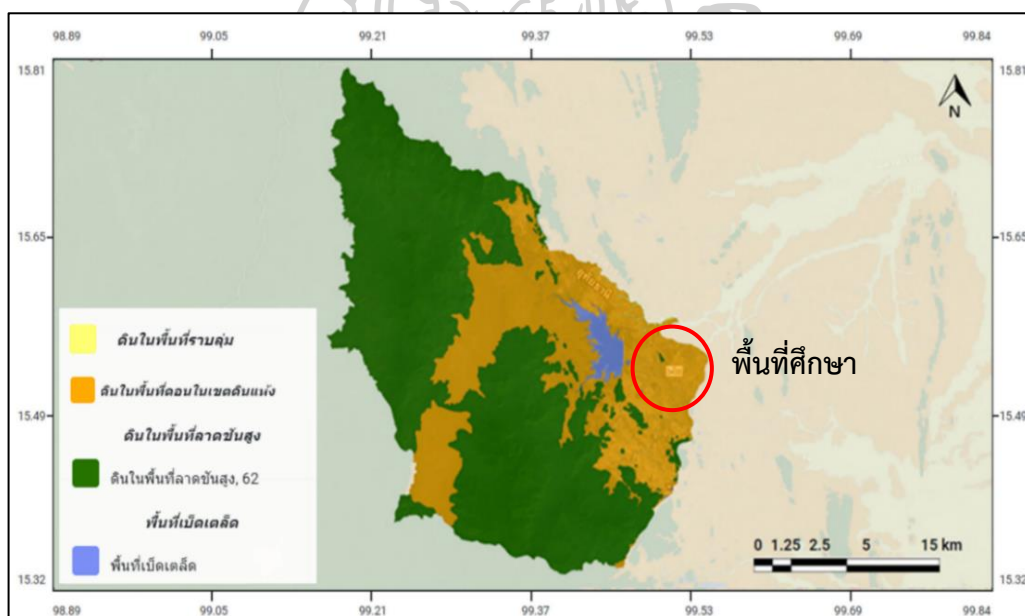 98.89 99.05 99.21 99.37 99.53 99.69 99.84
15.81 15.81
N
15.65 15.65
อุทัยธานี
ดินในพื้นที่ราบลุ่ม
พื้นที่ศึกษา
ดินในพื้นที่ดอนในเขตดินแห้ง
15.49 15.49
ดินในพื้นที่ลาดชันสูง
ดินในพื้นที่ลาดชันสูง, 62
พื้นที่เบ็ดเตล็ด
0 1.25 2.5 5 15 km
พื้นที่เบ็ดเตล็ด
15.32 15.32
98.89 99.05 99.21 99.37 99.53 99.69 99.84